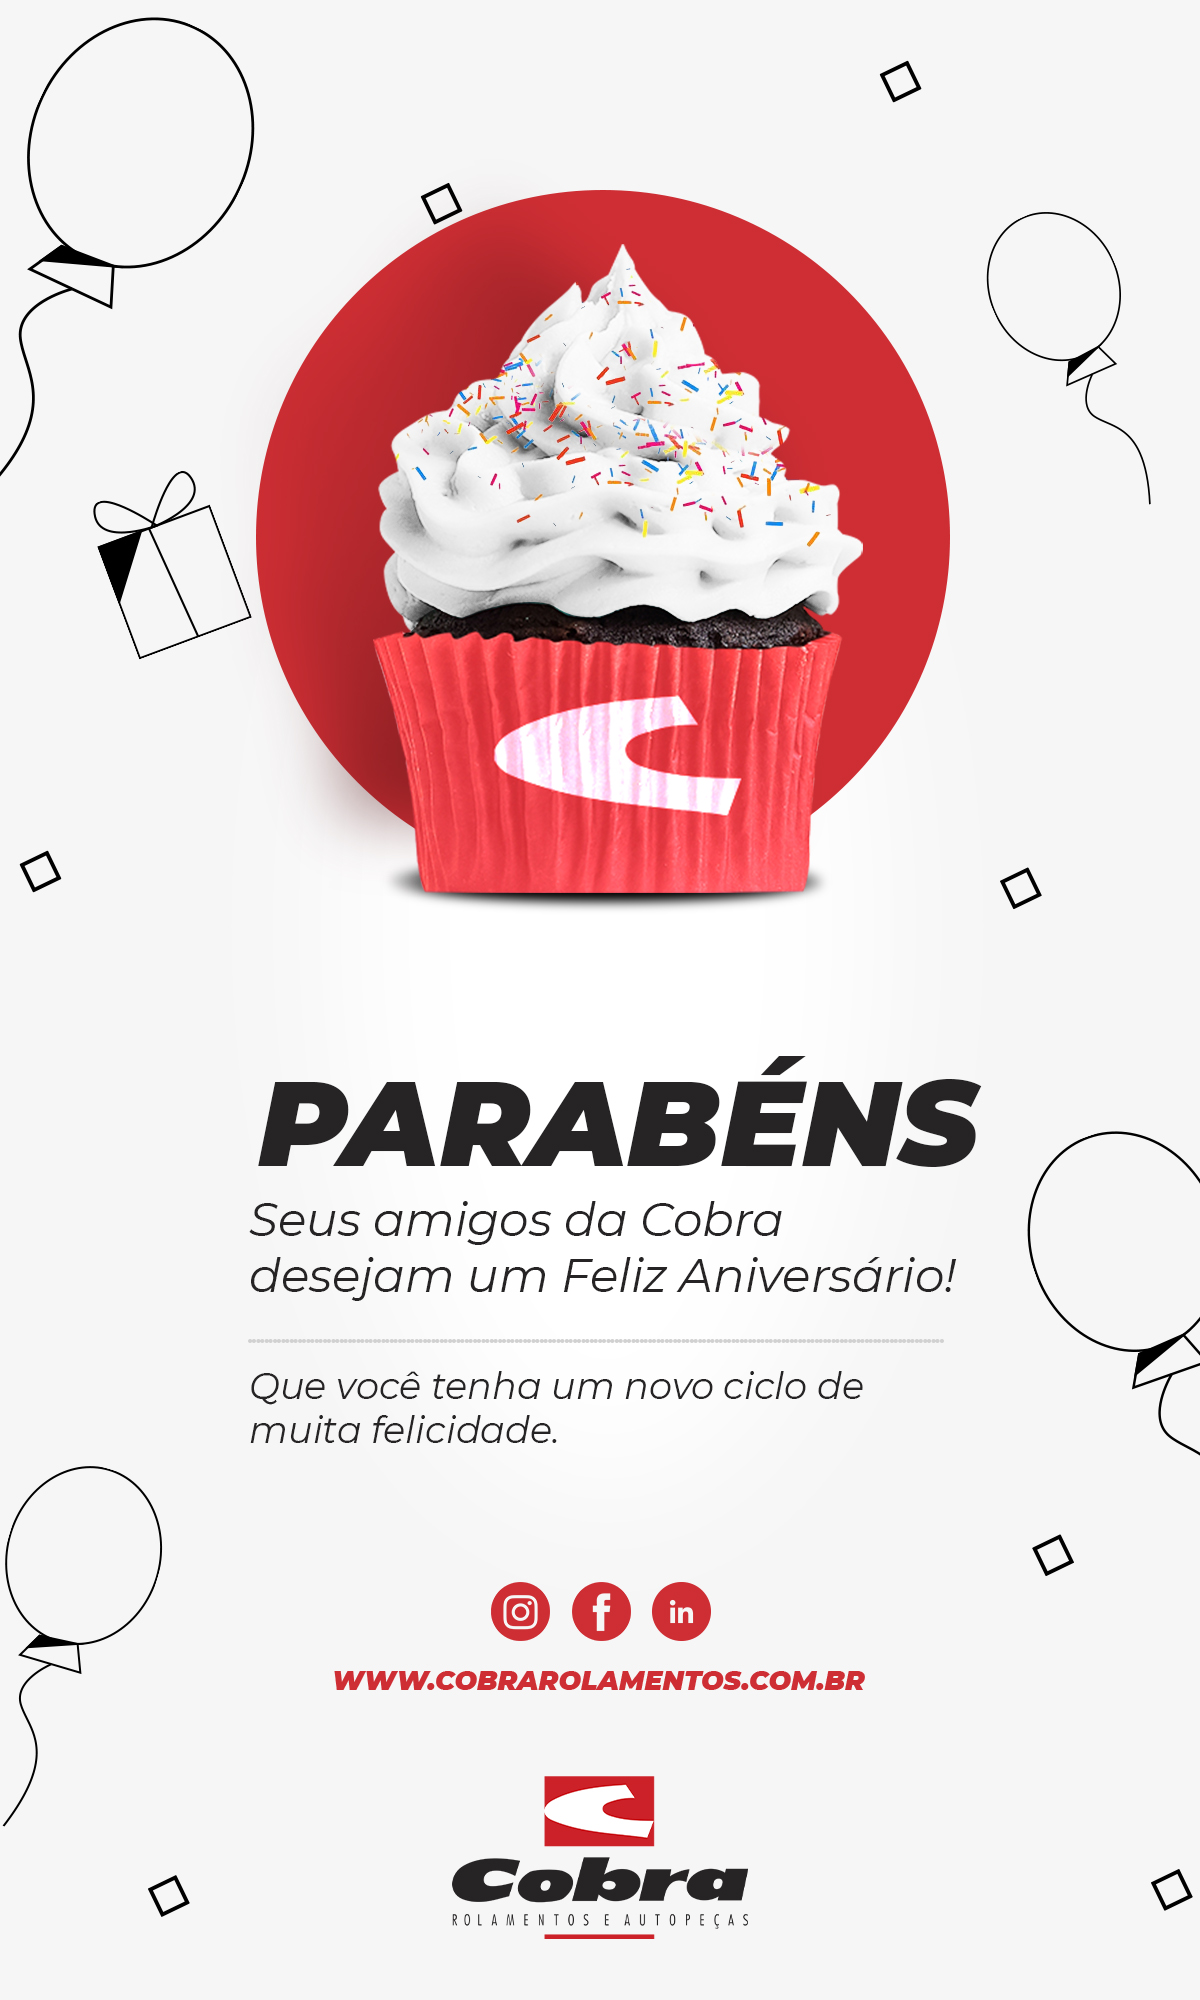 PARABÉNS
Seus amigos da Cobra
desejam um Feliz Aniversário!
Que você tenha um novo ciclo de
muita felicidade.
in
WWW.COBRAROLAMENTOS.COM.BR
Cobra
ROLAMENTOS E AUTOPEÇAS